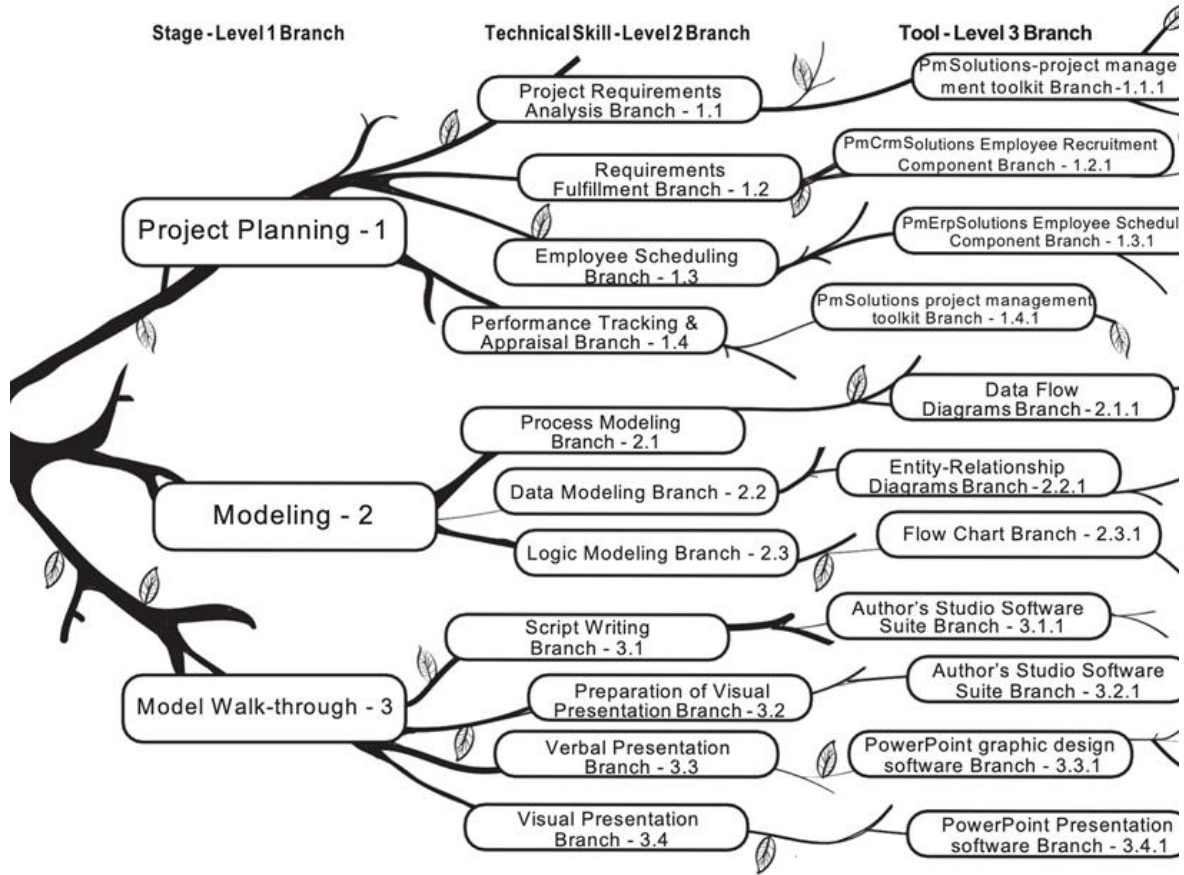 Stage - Level 1 Branch
Technical Skill - Level 2 Branch
Tool - Level 3 Branch
Project Planning - 1
Project Requirements
Analysis Branch - 1.1
PmSolutions-project manage
ment toolkit Branch-1.1.1
Requirements
Fulfillment Branch - 1.2
PmCrmSolutions Employee Recruitment
Component Branch - 1.2.1
Employee Scheduling
Branch - 1.3
PmErpSolutions Employee Schedul
Component Branch - 1.3.1
Performance Tracking &
Appraisal Branch - 1.4
PmSolutions project management
toolkit Branch - 1.4.1
Modeling - 2
Process Modeling
Branch - 2.1
Data Flow
Diagrams Branch - 2.1.1
Data Modeling Branch - 2.2
Entity-Relationship
Diagrams Branch - 2.2.1
Logic Modeling Branch - 2.3
Flow Chart Branch - 2.3.1
Model Walk-through - 3
Script Writing
Branch - 3.1
Author's Studio Software
Suite Branch - 3.1.1
Preparation of Visual
Presentation Branch - 3.2
Author's Studio Software
Suite Branch - 3.2.1
Verbal Presentation
Branch - 3.3
PowerPoint graphic design
software Branch - 3.3.1
Visual Presentation
Branch - 3.4
PowerPoint Presentation
software Branch - 3.4.1